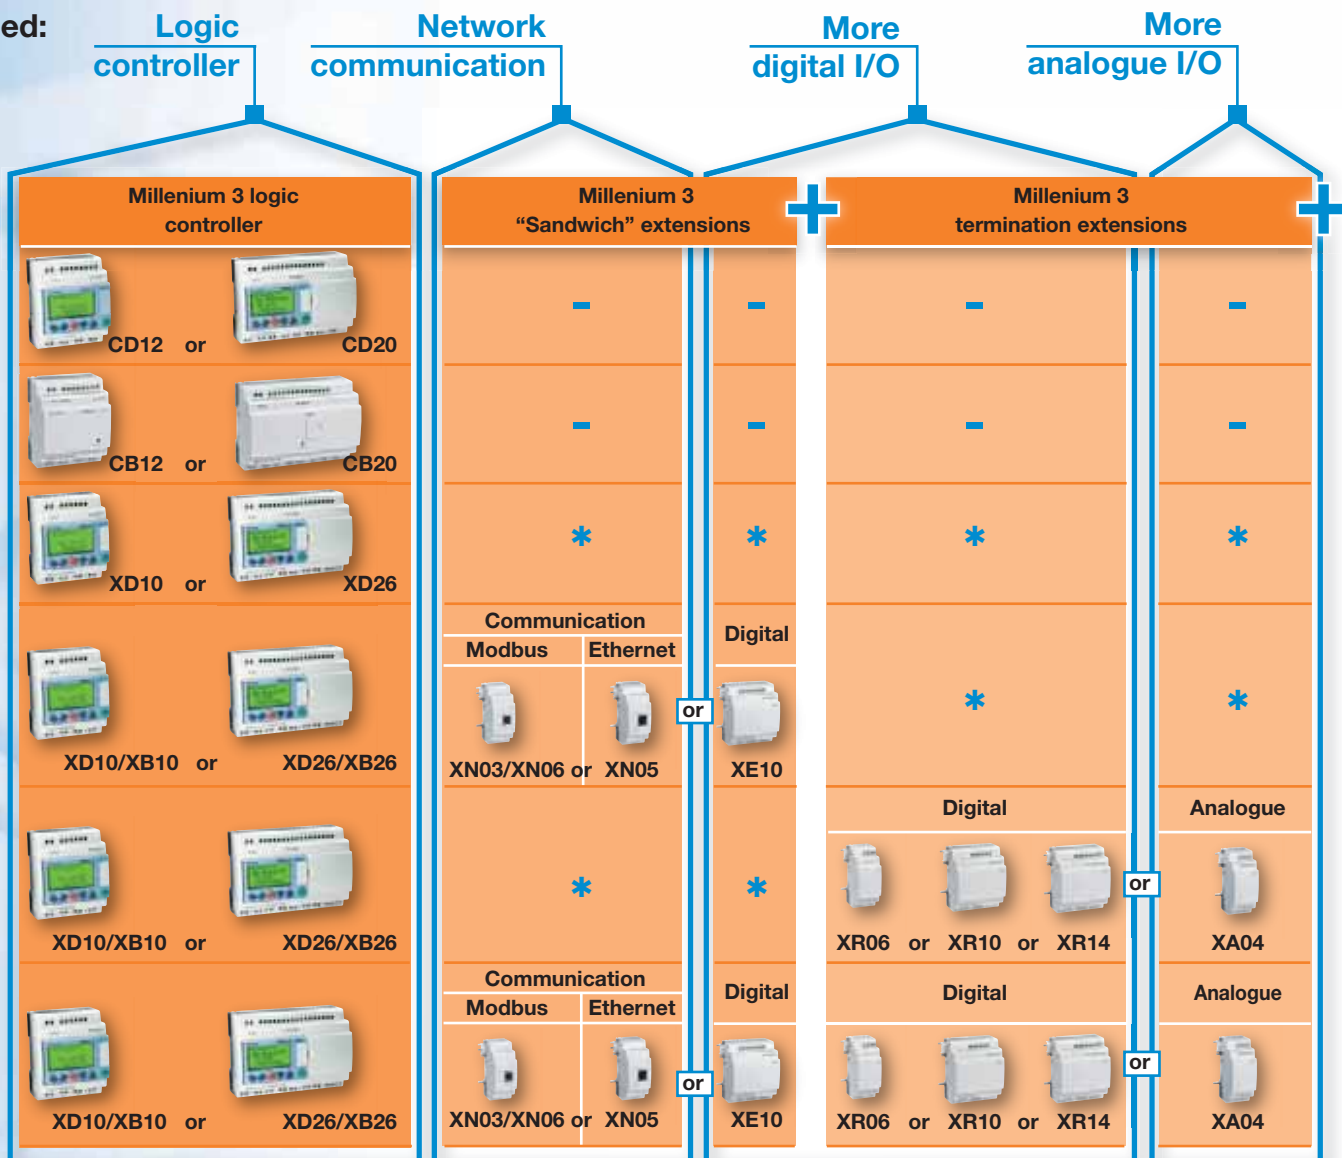 ed:
Logic
controller
Network
communication
More
digital I/O
More
analogue I/O
Millenium 3 logic
controller
Millenium 3
“Sandwich” extensions
+
Millenium 3
termination extensions
+
CD12 or CD20
-
-
-
-
CB12 or CB20
-
-
-
-
XD10 or XD26
*
*
*
*
XD10/XB10 or XD26/XB26
Communication
Modbus Ethernet
XN03/XN06 or XN05
or
Digital
XE10
*
*
XD10/XB10 or XD26/XB26
*
*
Digital
XR06 or XR10 or XR14
or
Analogue
XA04
XD10/XB10 or XD26/XB26
Communication
Modbus Ethernet
XN03/XN06 or XN05
or
Digital
XE10
Digital
XR06 or XR10 or XR14
or
Analogue
XA04